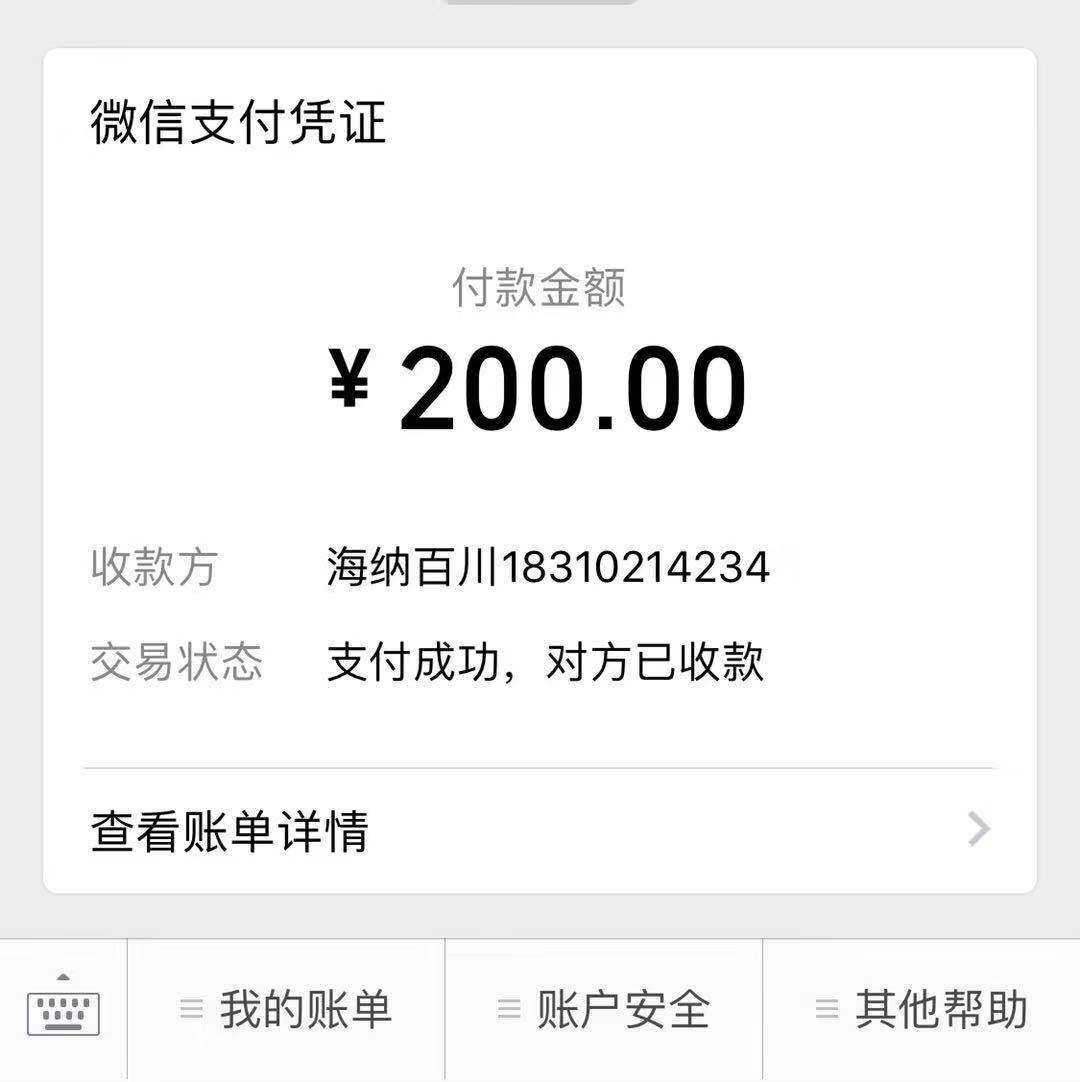 微信支付凭证
付款金额
¥200.00
收款方 海纳百川18310214234
交易状态 支付成功，对方已收款
查看账单详情
我的账单 账户安全 其他帮助